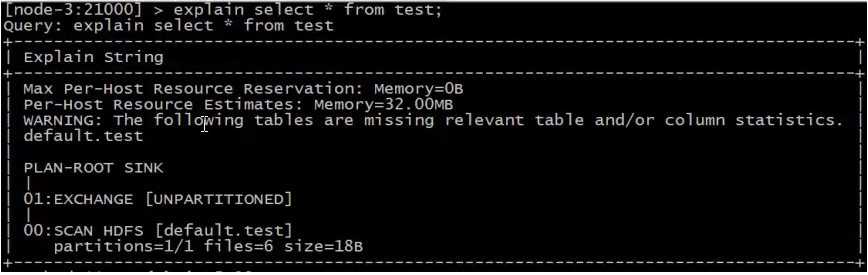 [node-3:21000] > explain select * from test;
Query: explain select * from test
+------------------------------------------------------------------------------------+
| Explain String                                                                     |
+------------------------------------------------------------------------------------+
| Max Per-Host Resource Reservation: Memory=0B                                       |
| Per-Host Resource Estimates: Memory=32.00MB                                        |
| WARNING: The following tables are missing relevant table and/or column statistics. |
| default.test                                                                       |
|                                                                                    |
| PLAN-ROOT SINK                                                                     |
| |                                                                                  |
| 01:EXCHANGE [UNPARTITIONED]                                                        |
| |                                                                                  |
| 00:SCAN HDFS [default.test]                                                        |
|    partitions=1/1 files=6 size=18B                                                 |
+------------------------------------------------------------------------------------+